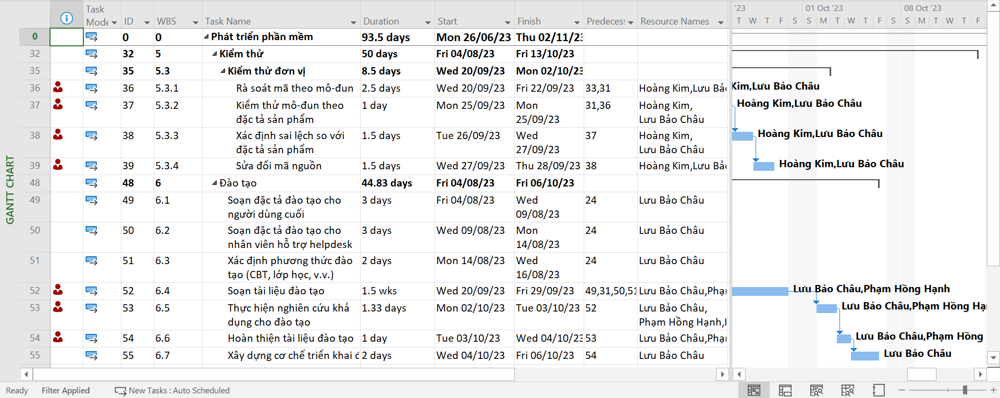 Task Mode
ID
WBS
Task Name
Duration
Start
Finish
Predecess
Resource Names
'23
01 Oct '23
08 Oct '23
T W T F S S M T W T F S S M T W T F
GANTT CHART
0 0 0 Phát triển phần mềm 93.5 days Mon 26/06/23 Thu 02/11/23
32 32 5 Kiểm thử 50 days Fri 04/08/23 Fri 13/10/23
35 35 5.3 Kiểm thử đơn vị 8.5 days Wed 20/09/23 Mon 02/10/23
36 36 5.3.1 Rà soát mã theo mô-đun 2.5 days Wed 20/09/23 Fri 22/09/23 33,31 Hoàng Kim,Lưu Bảo
Kim,Lưu Bảo Châu
37 37 5.3.2 Kiểm thử mô-đun theo 1 day Mon 25/09/23 Mon 31,36 Hoàng Kim,
đặc tả sản phẩm 25/09/23 Lưu Bảo Châu
Hoàng Kim,Lưu Bảo Châu
38 38 5.3.3 Xác định sai lệch so với 1.5 days Tue 26/09/23 Wed 37 Hoàng Kim,
đặc tả sản phẩm 27/09/23 Lưu Bảo Châu
Hoàng Kim,Lưu Bảo Châu
39 39 5.3.4 Sửa đổi mã nguồn 1.5 days Wed 27/09/23 Thu 28/09/23 38 Hoàng Kim,Lưu Bảo
Hoàng Kim,Lưu Bảo Châu
48 48 6 Đào tạo 44.83 days Fri 04/08/23 Fri 06/10/23
49 49 6.1 Soạn đặc tả đào tạo cho 3 days Fri 04/08/23 Wed 24 Lưu Bảo Châu
người dùng cuối 09/08/23
50 50 6.2 Soạn đặc tả đào tạo cho 3 days Wed 09/08/23 Mon 24 Lưu Bảo Châu
nhân viên hỗ trợ helpdesk 14/08/23
51 51 6.3 Xác định phương thức đào 2 days Mon 14/08/23 Wed 24 Lưu Bảo Châu
tạo (CBT, lớp học, v.v.) 16/08/23
52 52 6.4 Soạn tài liệu đào tạo 1.5 wks Wed 20/09/23 Fri 29/09/23 49,31,50,51 Lưu Bảo Châu,Phạm
Lưu Bảo Châu,Phạm Hồng Hạnh
53 53 6.5 Thực hiện nghiên cứu khả 1.33 days Mon 02/10/23 Tue 03/10/23 52 Lưu Bảo Châu,
dụng cho đào tạo Phạm Hồng Hạnh,
Lưu Bảo Châu,Phạm Hồng Hạ
54 54 6.6 Hoàn thiện tài liệu đào tạo 1 day Tue 03/10/23 Wed 04/10/23 53 Lưu Bảo Châu,Phạm
Lưu Bảo Châu,Phạm Hồng
55 55 6.7 Xây dựng cơ chế triển khai 2 days Wed 04/10/23 Fri 06/10/23 54 Lưu Bảo Châu
Lưu Bảo Châu
Ready
Filter Applied
New Tasks : Auto Scheduled